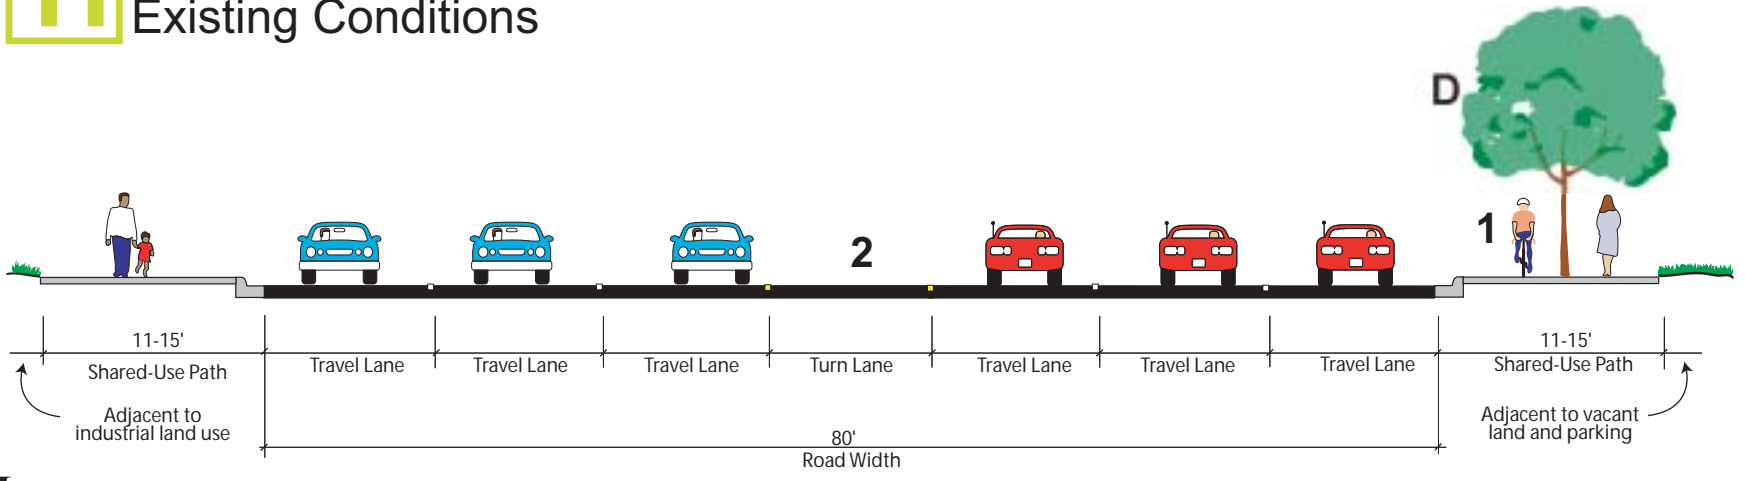 Existing Conditions
D
1
2
11-15'
Shared-Use Path
Travel Lane
Travel Lane
Travel Lane
Turn Lane
Travel Lane
Travel Lane
Travel Lane
11-15'
Shared-Use Path
Adjacent to
industrial land use
Adjacent to vacant
land and parking
80'
Road Width